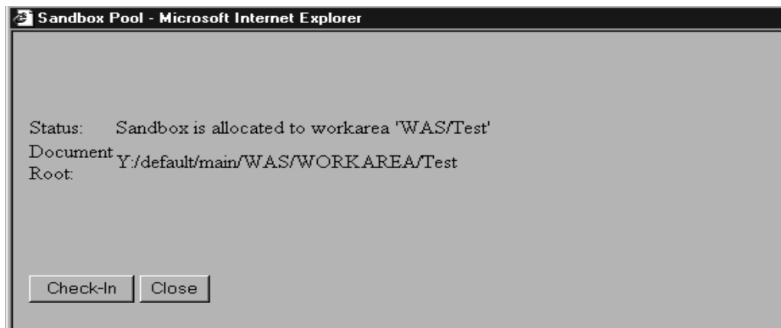 Sandbox Pool - Microsoft Internet Explorer
Status: Sandbox is allocated to workarea 'WAS/Test'
Document
Root: Y:/default/main/WAS/WORKAREA/Test
Check-In Close